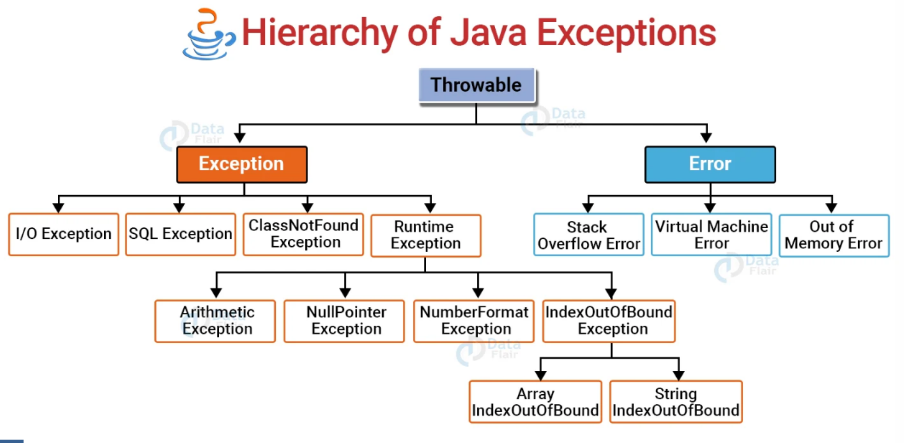 Hierarchy of Java Exceptions
Throwable
Data
Flair
Data
Flair
Exception
Error
I/O Exception
SQL Exception
ClassNotFound
Exception
Runtime
Exception
Stack
Overflow Error
Virtual Machine
Error
Out of
Memory Error
Data
Flair
Arithmetic
Exception
NullPointer
Exception
NumberFormat
Exception
IndexOutOfBound
Exception
Data
Flair
Array
IndexOutOfBound
String
IndexOutOfBound